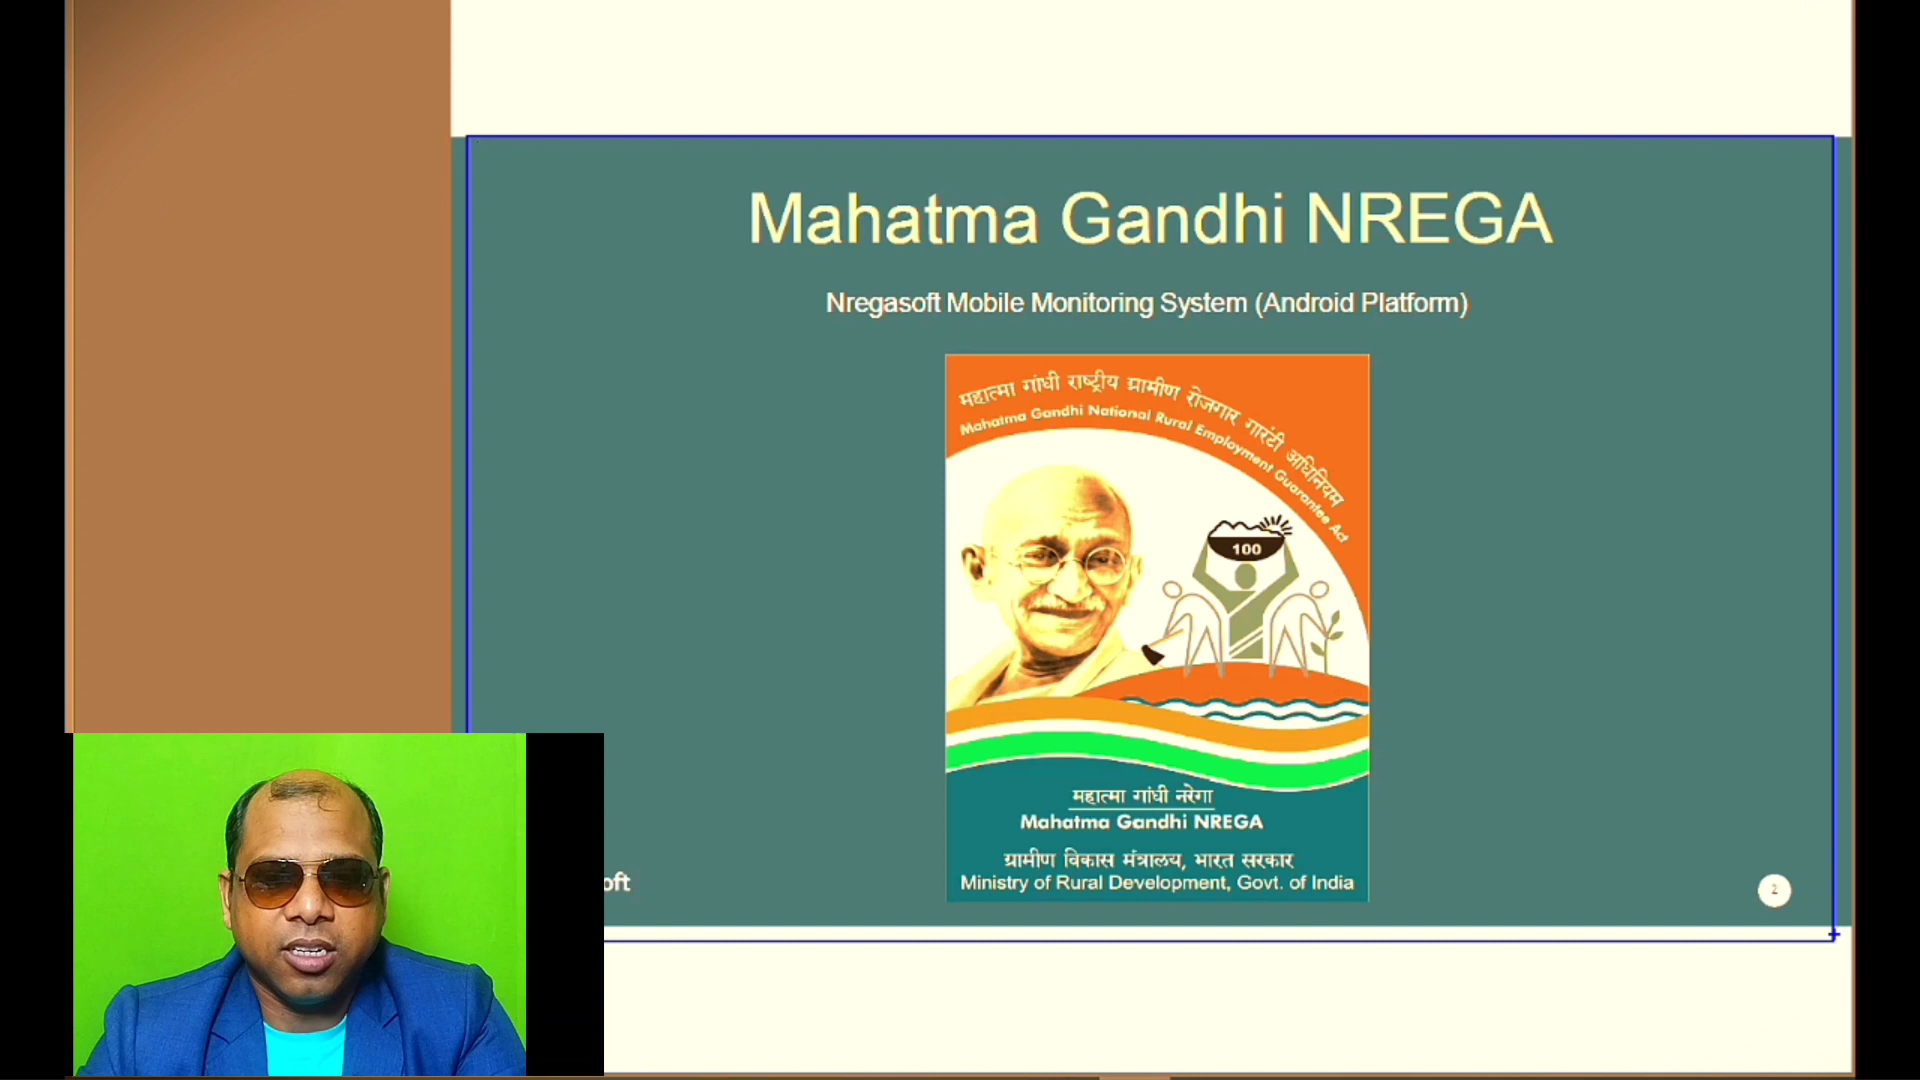 Mahatma Gandhi NREGA
Nregasoft Mobile Monitoring System (Android Platform)
महात्मा गांधी राष्ट्रीय ग्रामीण रोजगार गारंटी अधिनियम
Mahatma Gandhi National Rural Employment Guarantee Act
100
महात्मा गांधी नरेगा
Mahatma Gandhi NREGA
ग्रामीण विकास मंत्रालय, भारत सरकार
Ministry of Rural Development, Govt. of India
oft
2